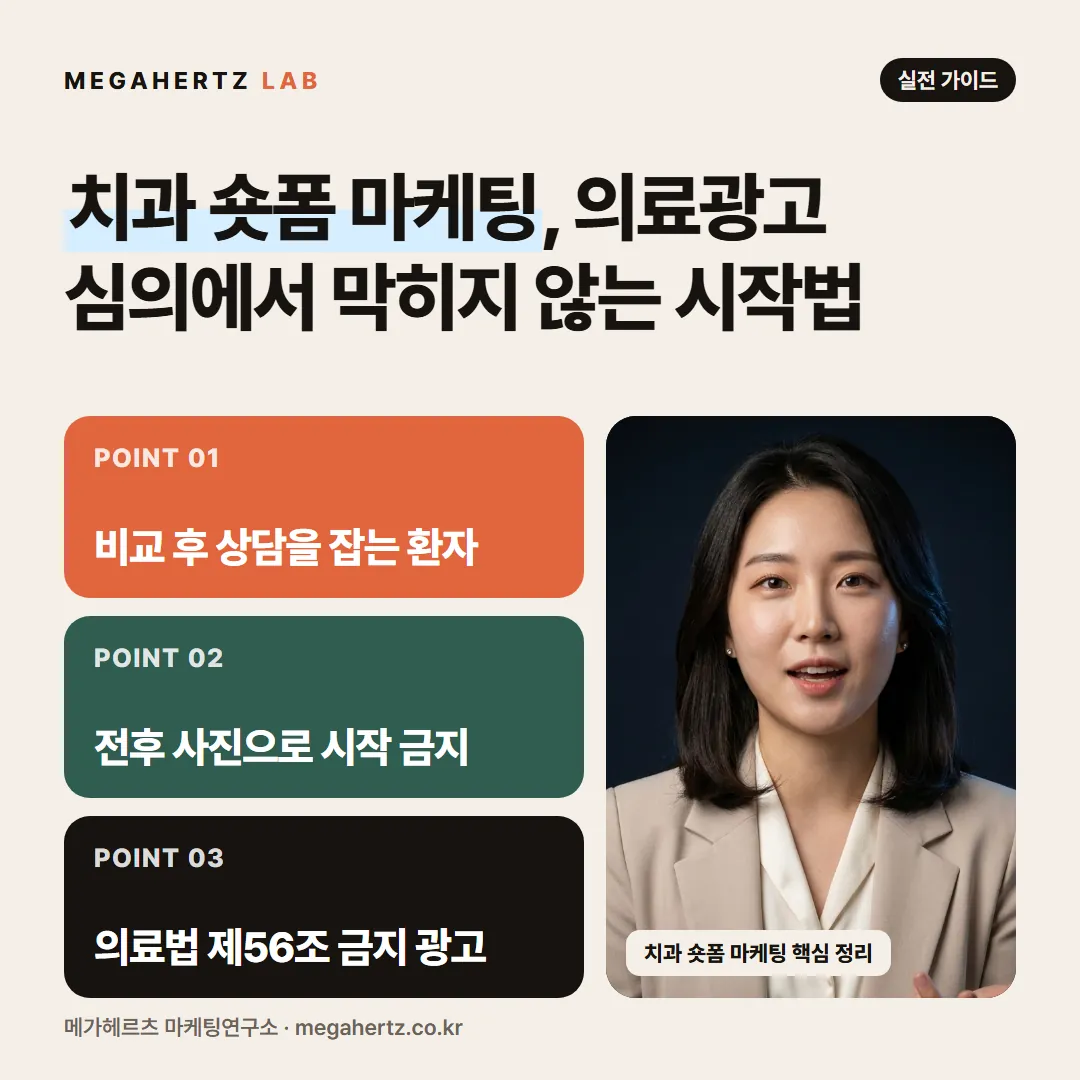 MEGAHERTZ LAB
실전 가이드
치과 숏폼 마케팅, 의료광고
심의에서 막히지 않는 시작법
POINT 01
비교 후 상담을 잡는 환자
POINT 02
전후 사진으로 시작 금지
POINT 03
의료법 제56조 금지 광고
치과 숏폼 마케팅 핵심 정리
메가헤르츠 마케팅연구소 · megahertz.co.kr